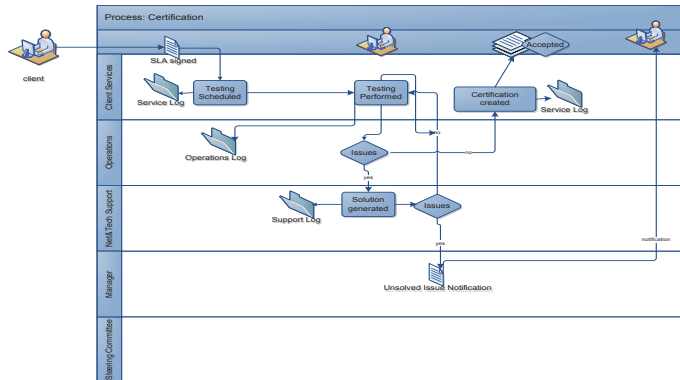 Process: Certification
Accepted
SLA signed
client
Client Services
Testing
Scheduled
Testing
Performed
Certification
created
Service Log
Service Log
no
Operations
Operations Log
Issues
no
yes
Net&Tech Support
Solution
generated
Issues
Support Log
yes
notification
Manager
Unsolved Issue Notification
Steering Committee